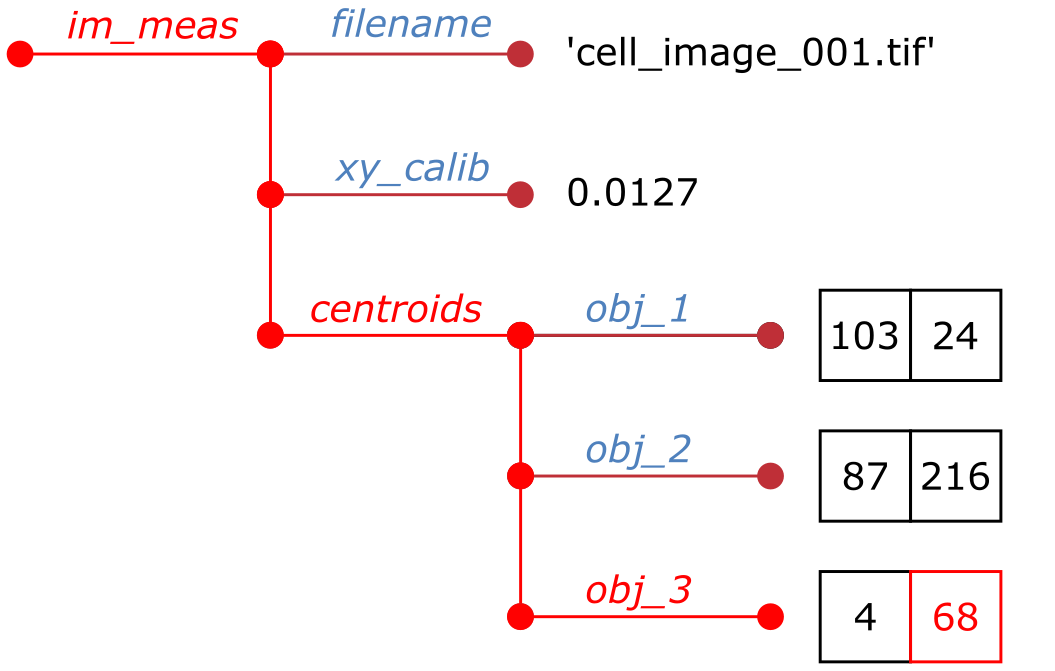 im_meas filename 'cell_image_001.tif'
xy_calib 0.0127
centroids obj_1 103 24
obj_2 87 216
obj_3 4 68